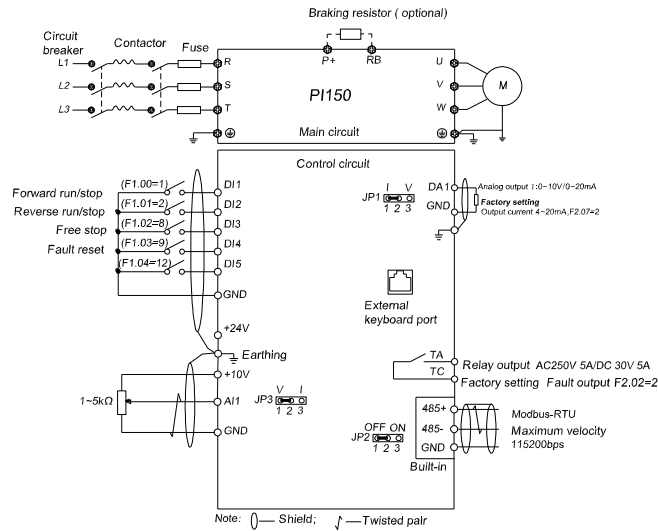 Braking resistor ( optional)
Circuit breaker
Contactor
Fuse
P+
RB
L1
R
U
L2
S
PI150
V
M
L3
T
W
Main circuit
Control circuit
Forward run/stop
(F1.00=1)
DI1
Reverse run/stop
(F1.01=2)
DI2
Free stop
(F1.02=8)
DI3
Fault reset
(F1.03=9)
DI4
(F1.04=12)
DI5
GND
+24V
Earthing
+10V
1~5kΩ
AI1
GND
JP1
I V
1 2 3
DA1
GND
Analog output 1:0~10V/0~20mA
Factory setting
Output current 4~20mA,F2.07=2
External
keyboard port
TA
Relay output AC250V 5A/DC 30V 5A
TC
Factory setting Fault output F2.02=2
V I
JP3
1 2 3
OFF ON
JP2
1 2 3
485+
485-
GND
Modbus-RTU
Maximum velocity
115200bps
Built-in
Note: Shield; Twisted pair